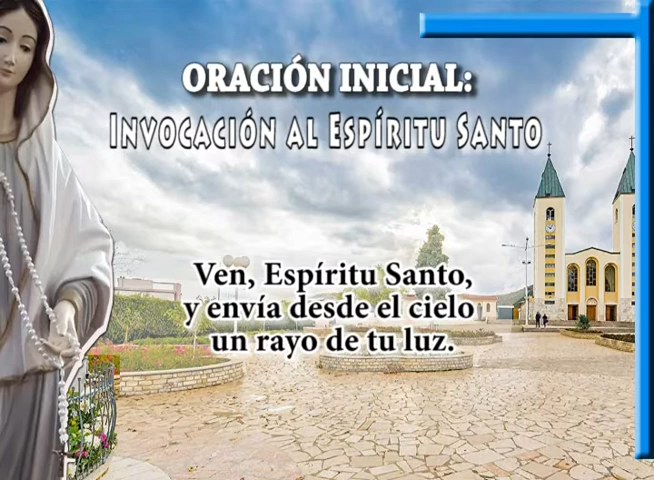 ORACIÓN INICIAL:
INVOCACIÓN AL ESPÍRITU SANTO
Ven, Espíritu Santo,
y envía desde el cielo
un rayo de tu luz.